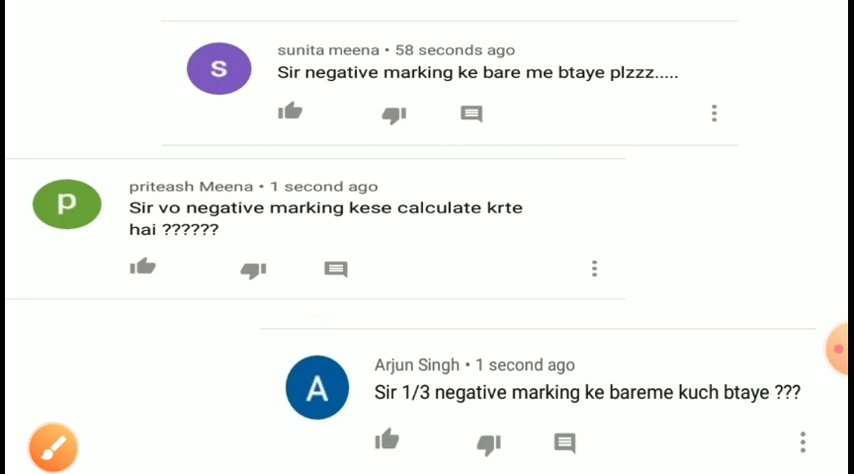 S
sunita meena • 58 seconds ago
Sir negative marking ke bare me btaye plzzz.....
p
priteash Meena • 1 second ago
Sir vo negative marking kese calculate krte
hai ??????
A
Arjun Singh • 1 second ago
Sir 1/3 negative marking ke bareme kuch btaye ???